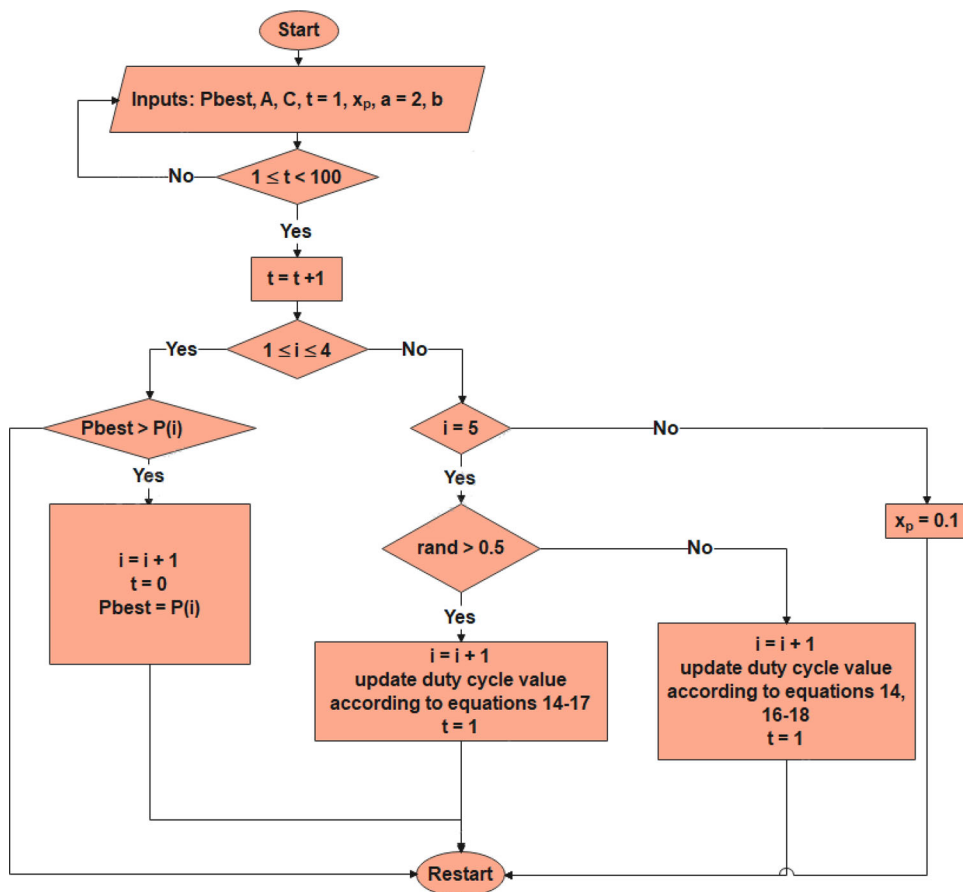 Start
Inputs: Pbest, A, C, t = 1, xₚ, a = 2, b
No
1 ≤ t < 100
Yes
t = t +1
Yes
1 ≤ i ≤ 4
No
Pbest > P(i)
i = 5
No
Yes
Yes
i = i + 1
t = 0
Pbest = P(i)
rand > 0.5
No
xₚ = 0.1
Yes
i = i + 1
update duty cycle value
according to equations 14-17
t = 1
i = i + 1
update duty cycle value
according to equations 14,
16-18
t = 1
Restart